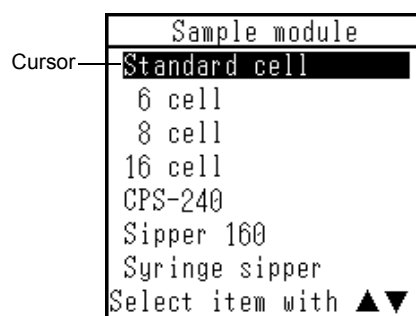 Sample module
Cursor
Standard cell
6 cell
8 cell
16 cell
CPS-240
Sipper 160
Syringe sipper
Select item with ▲▼